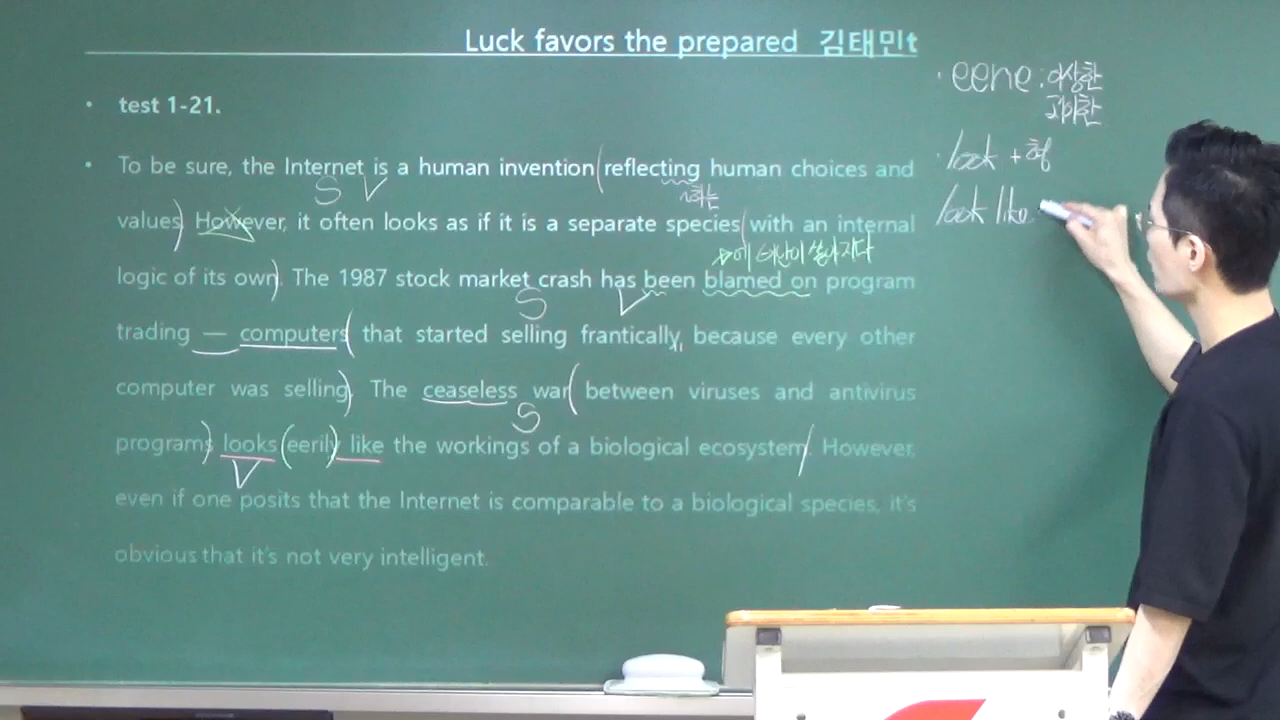 Luck favors the prepared 김태민t
• test 1-21.
• To be sure, the Internet is a human invention reflecting human choices and
S V ~하는
values. However, it often looks as if it is a separate species with an internal
logic of its own. The 1987 stock market crash has been blamed on program
S V
trading — computers that started selling frantically, because every other
computer was selling. The ceaseless war between viruses and antivirus
S
programs looks eerily like the workings of a biological ecosystem. However,
V
even if one posits that the Internet is comparable to a biological species, it's
obvious that it's not very intelligent.
이상한
· look + 형
look like